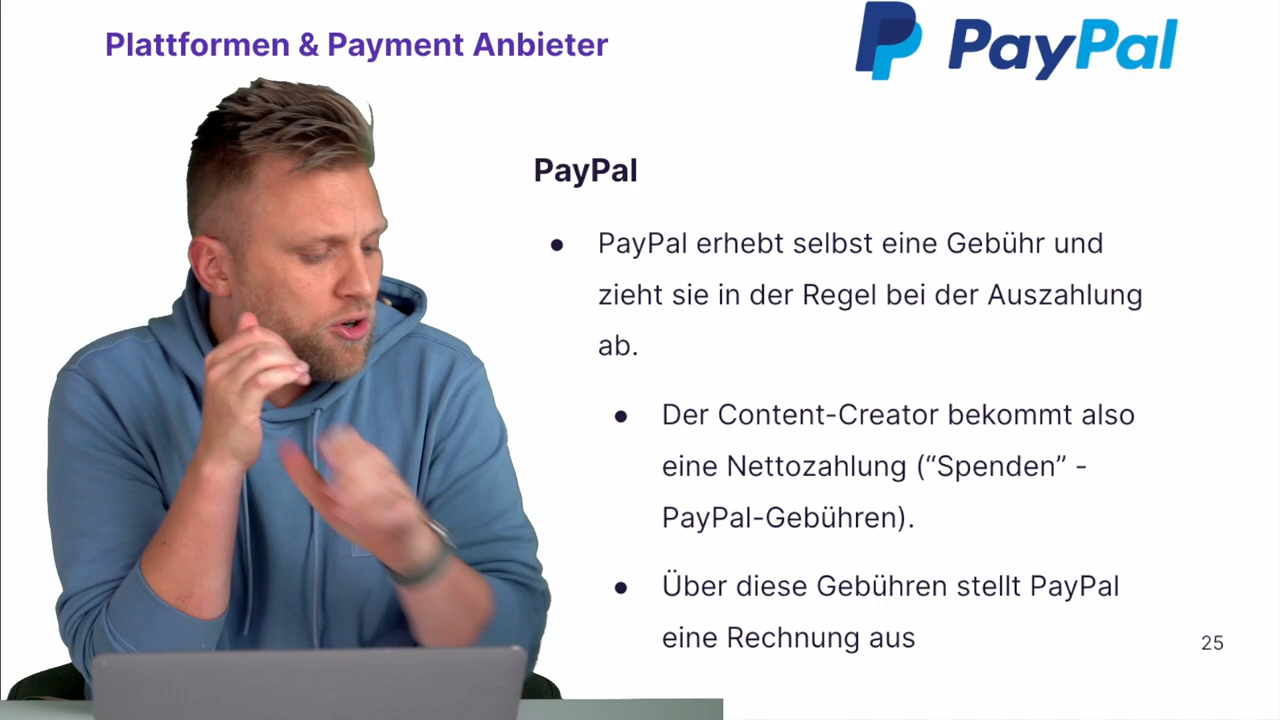 Plattformen & Payment Anbieter
PayPal
PayPal
PayPal erhebt selbst eine Gebühr und
zieht sie in der Regel bei der Auszahlung
ab.
Der Content-Creator bekommt also
eine Nettozahlung (“Spenden” -
PayPal-Gebühren).
Über diese Gebühren stellt PayPal
eine Rechnung aus
25